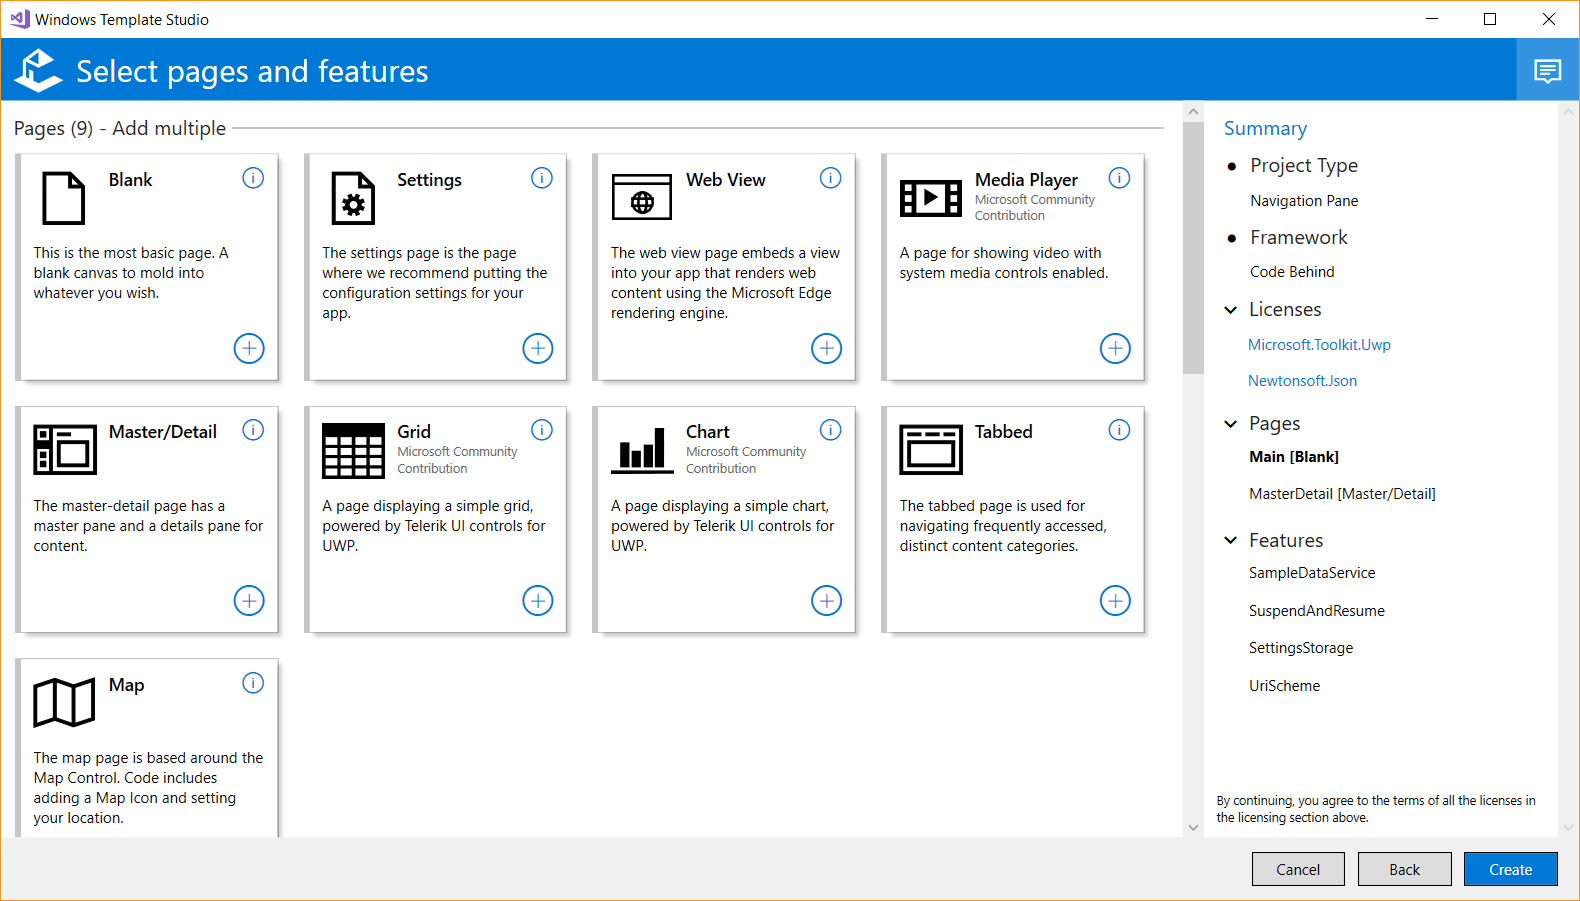 Windows Template Studio
Select pages and features
Pages (9) - Add multiple
Blank
This is the most basic page. A
blank canvas to mold into
whatever you wish.
Settings
The settings page is the page
where we recommend putting the
configuration settings for your
app.
Web View
The web view page embeds a view
into your app that renders web
content using the Microsoft Edge
rendering engine.
Media Player
Microsoft Community
Contribution
A page for showing video with
system media controls enabled.
Master/Detail
The master-detail page has a
master pane and a details pane for
content.
Grid
Microsoft Community
Contribution
A page displaying a simple grid,
powered by Telerik UI controls for
UWP.
Chart
Microsoft Community
Contribution
A page displaying a simple chart,
powered by Telerik UI controls for
UWP.
Tabbed
The tabbed page is used for
navigating frequently accessed,
distinct content categories.
Map
The map page is based around the
Map Control. Code includes
adding a Map Icon and setting
your location.
Summary
Project Type
Navigation Pane
Framework
Code Behind
Licenses
Microsoft.Toolkit.Uwp
Newtonsoft.Json
Pages
Main [Blank]
MasterDetail [Master/Detail]
Features
SampleDataService
SuspendAndResume
SettingsStorage
UriScheme
By continuing, you agree to the terms of all the licenses in
the licensing section above.
Cancel
Back
Create